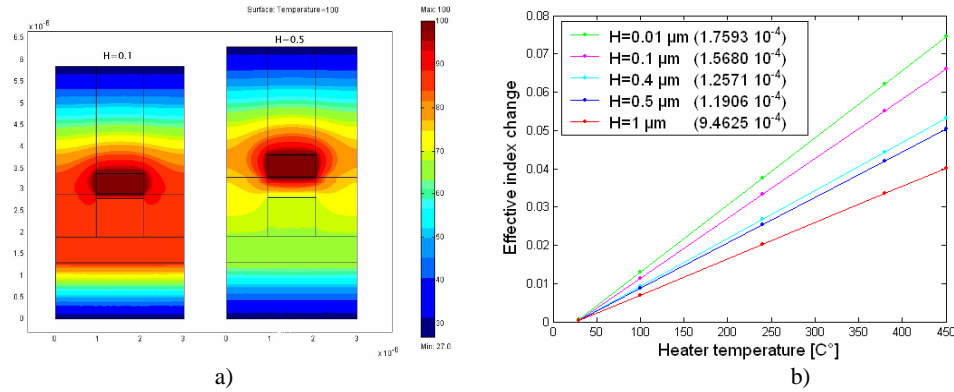 Surface: Temperature=100
Max: 100
x 10^-6
6.5
6
5.5
5
4.5
4
3.5
3
2.5
2
1.5
1
0.5
0
H=0.1
H=0.5
0
1
2
3
0
1
2
3
x 10^-6
100
90
80
70
60
50
40
30
Min: 27.0
a)
Effective index change
0.08
0.07
0.06
0.05
0.04
0.03
0.02
0.01
0
H=0.01 µm (1.7593 10^-4)
H=0.1 µm (1.5680 10^-4)
H=0.4 µm (1.2571 10^-4)
H=0.5 µm (1.1906 10^-4)
H=1 µm (9.4625 10^-4)
0 50 100 150 200 250 300 350 400 450
Heater temperature [C°]
b)